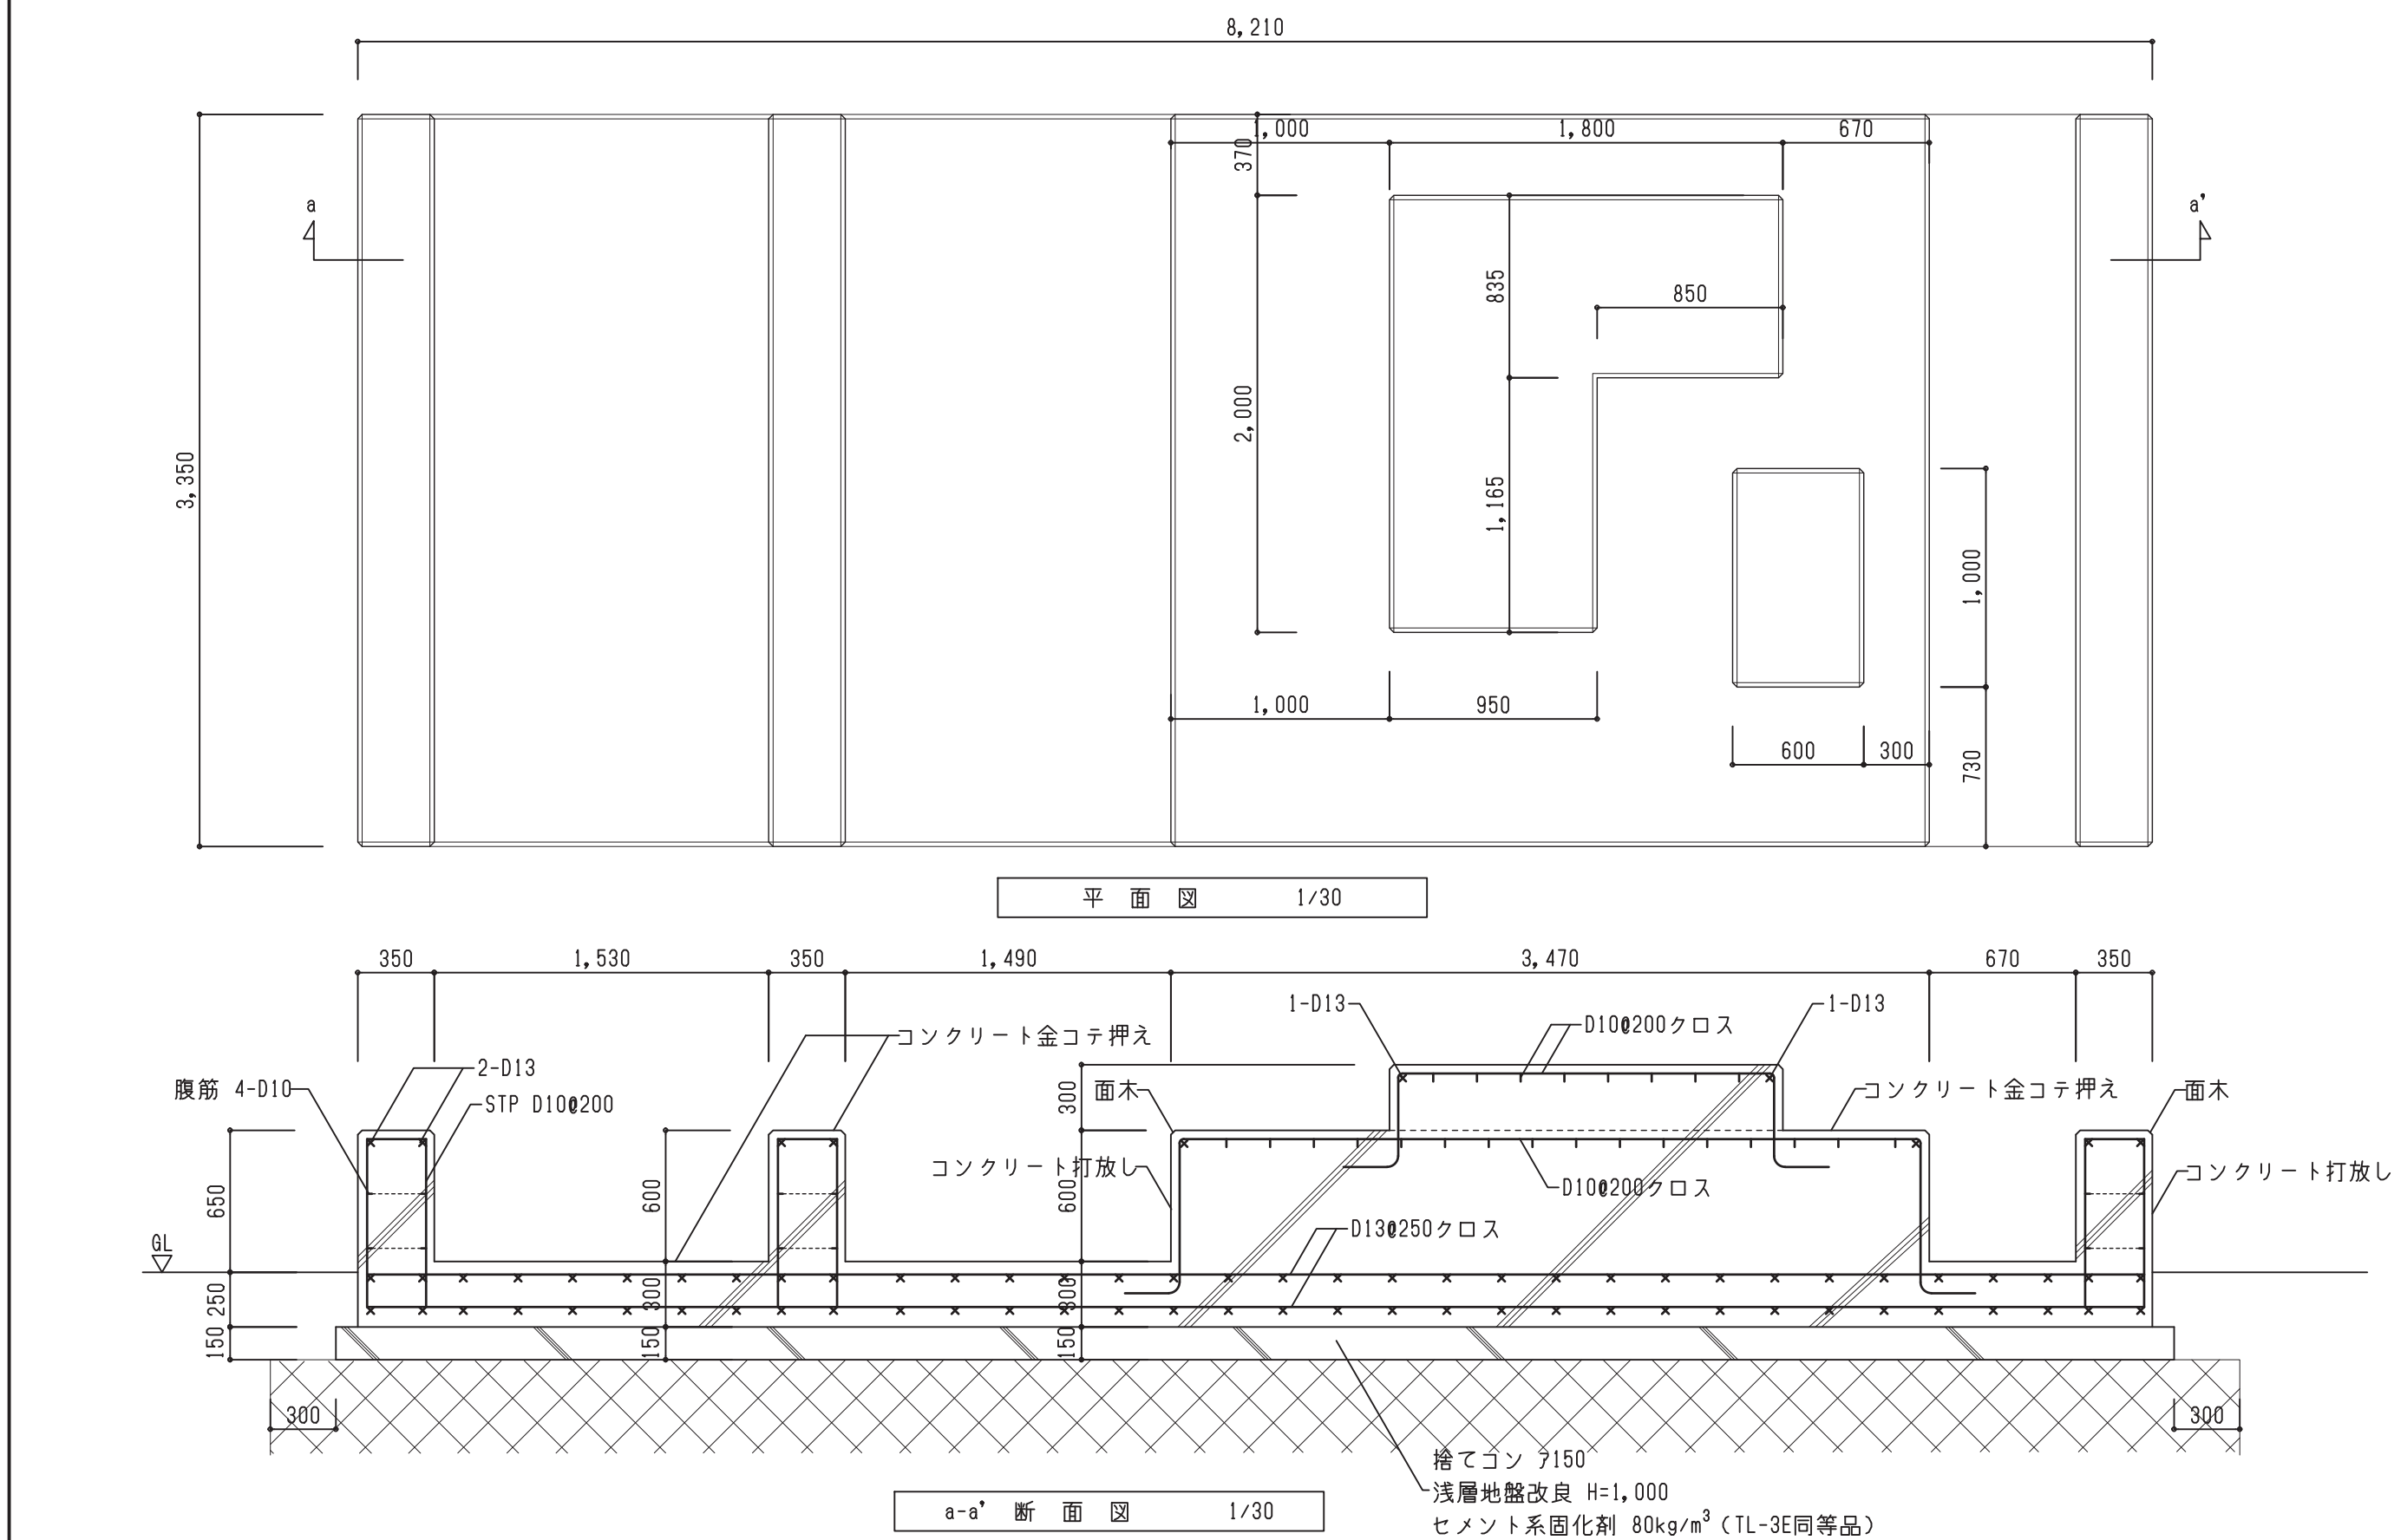 8,210
1,000
1,800
670
370
a
a'
835
850
2,000
3,350
1,165
1,000
1,000
950
600
300
730
平 面 図 1/30
350
1,530
350
1,490
3,470
670
350
1-D13
1-D13
D10@200クロス
コンクリート金コテ押え
2-D13
腹筋 4-D10
STP D10@200
300
面木
コンクリート金コテ押え
面木
コンクリート打放し
コンクリート打放し
650
600
600
D10@200クロス
D13@250クロス
GL
250
300
300
150
150
150
300
300
捨てコン ア150
浅層地盤改良 H=1,000
セメント系固化剤 80kg/m³（TL-3E同等品）
a-a' 断 面 図 1/30